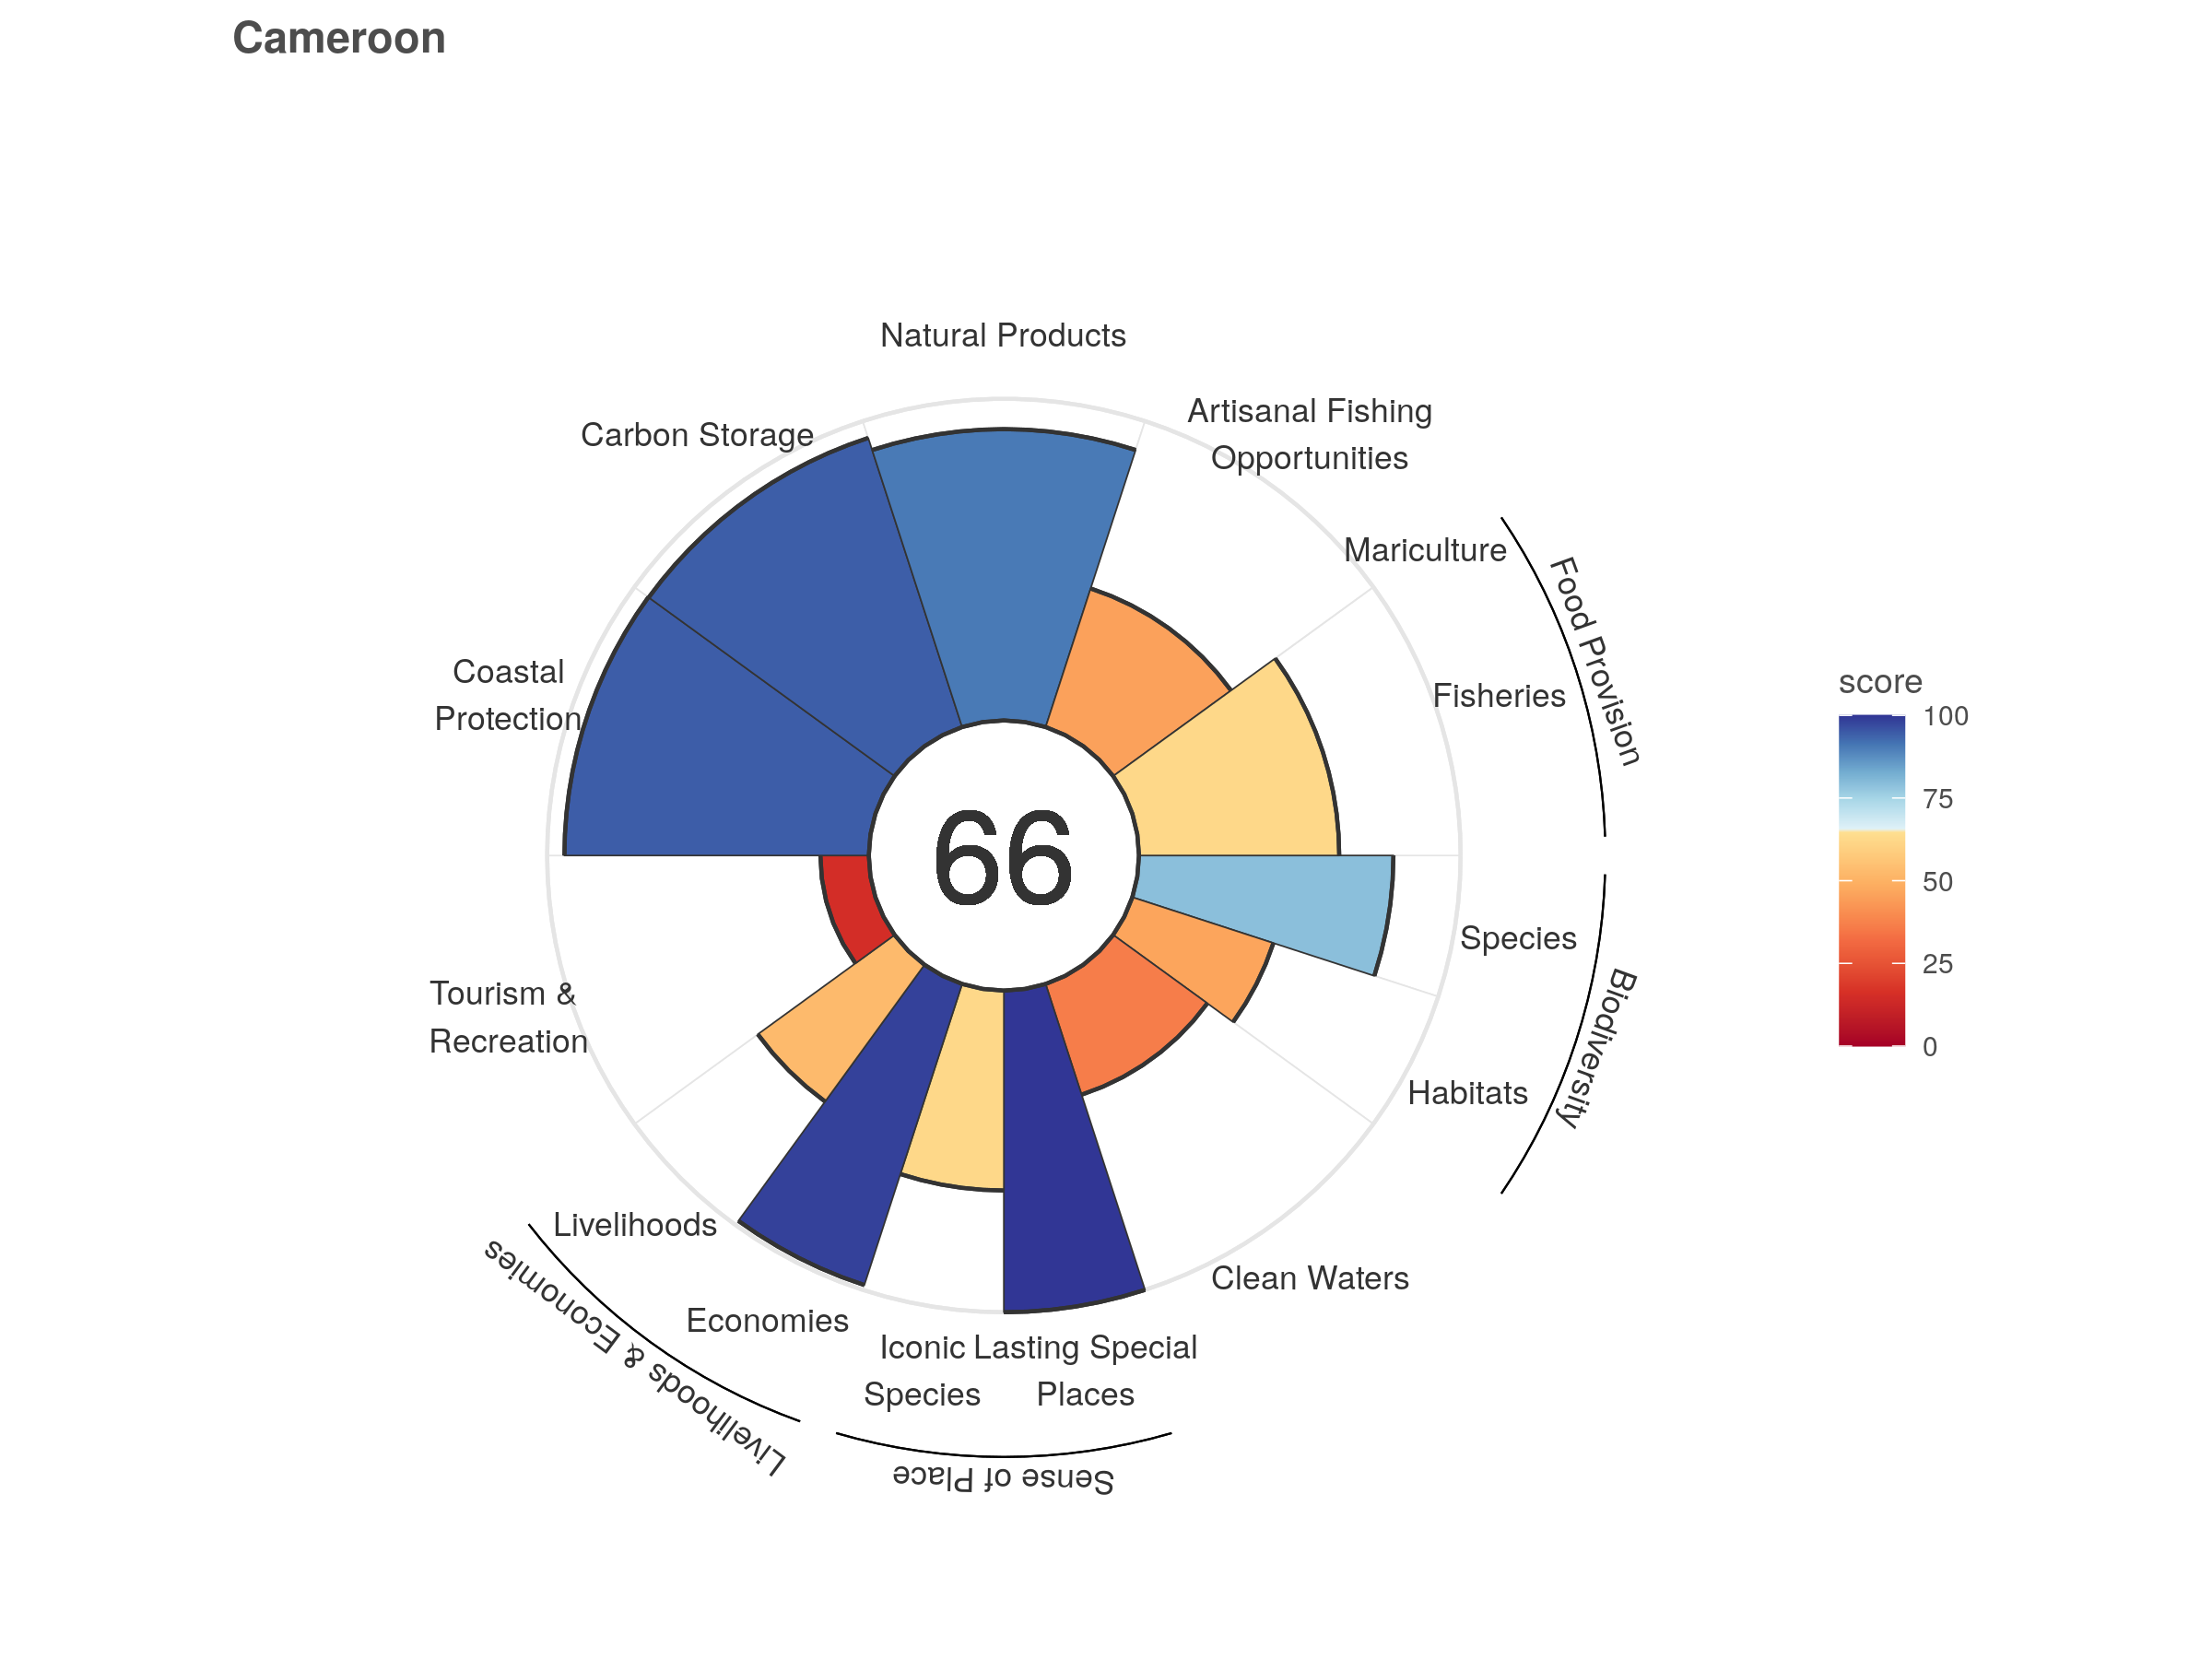 Cameroon
Natural Products
Artisanal Fishing
Opportunities
Carbon Storage
Mariculture
Food Provision
Fisheries
Coastal
Protection
score
100
75
50
25
0
66
Species
Biodiversity
Tourism &
Recreation
Habitats
Livelihoods
Clean Waters
Economies
Livelihoods & Economies
Iconic
Species
Lasting Special
Places
Sense of Place